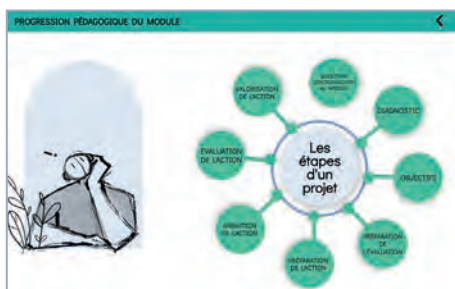 PROGRESSION PÉDAGOGIQUE DU MODULE
Les
étapes
d'un
projet
DIAGNOSTIC
OBJECTIFS
PRÉPARATION
DE
L'ÉVALUATION
PRÉPARATION
DE L'ACTION
ANIMATION
DE L'ACTION
ÉVALUATION
DE L'ACTION
VALORISATION
DE L'ACTION